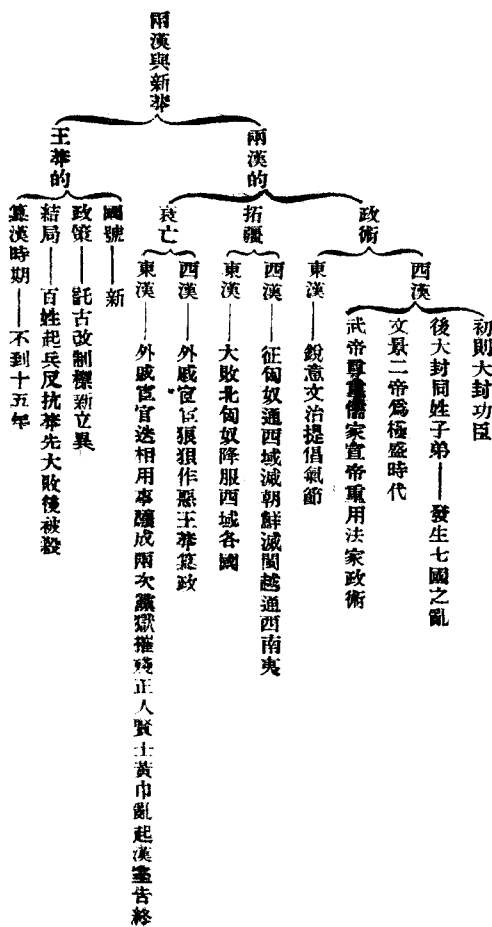 兩漢與新莽
兩漢的
政術
西漢
初則大封功臣
後大封同姓子弟——發生七國之亂
文景二帝爲極盛時代
武帝尊重儒家宣帝重用法家政術
東漢——銳意文治提倡氣節
拓疆
西漢——征匈奴通西域滅朝鮮滅閩越通西南夷
東漢——大敗北匈奴降服西域各國
衰亡
西漢——外戚宦官狼狽作惡王莽篡政
東漢——外戚宦官迭相用事釀成兩次黨獄摧殘正人賢士黃巾亂起漢室告終
王莽的
國號——新
政策——託古改制標新立異
結局——百姓起兵反抗莽先大敗後被殺
篡漢時期——不到十五年